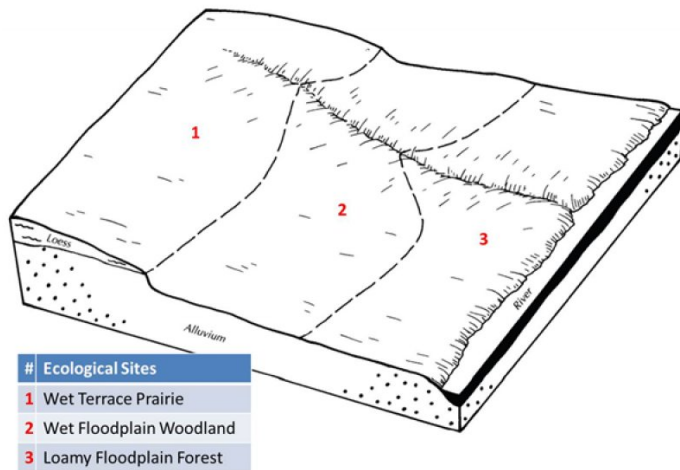 1
2
3
Loess
Alluvium
River
# Ecological Sites
1 Wet Terrace Prairie
2 Wet Floodplain Woodland
3 Loamy Floodplain Forest